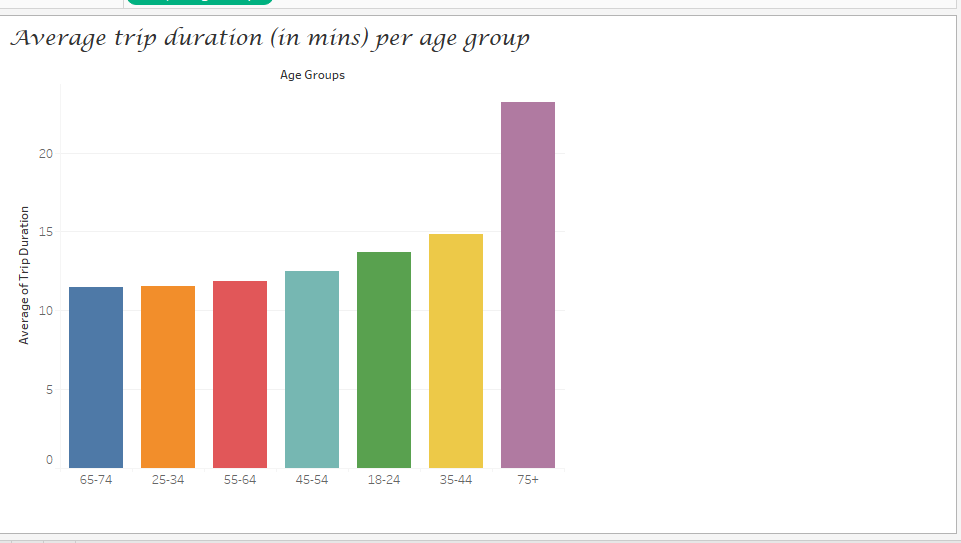 Average trip duration (in mins) per age group
Age Groups
Average of Trip Duration
20
15
10
5
0
65-74 25-34 55-64 45-54 18-24 35-44 75+